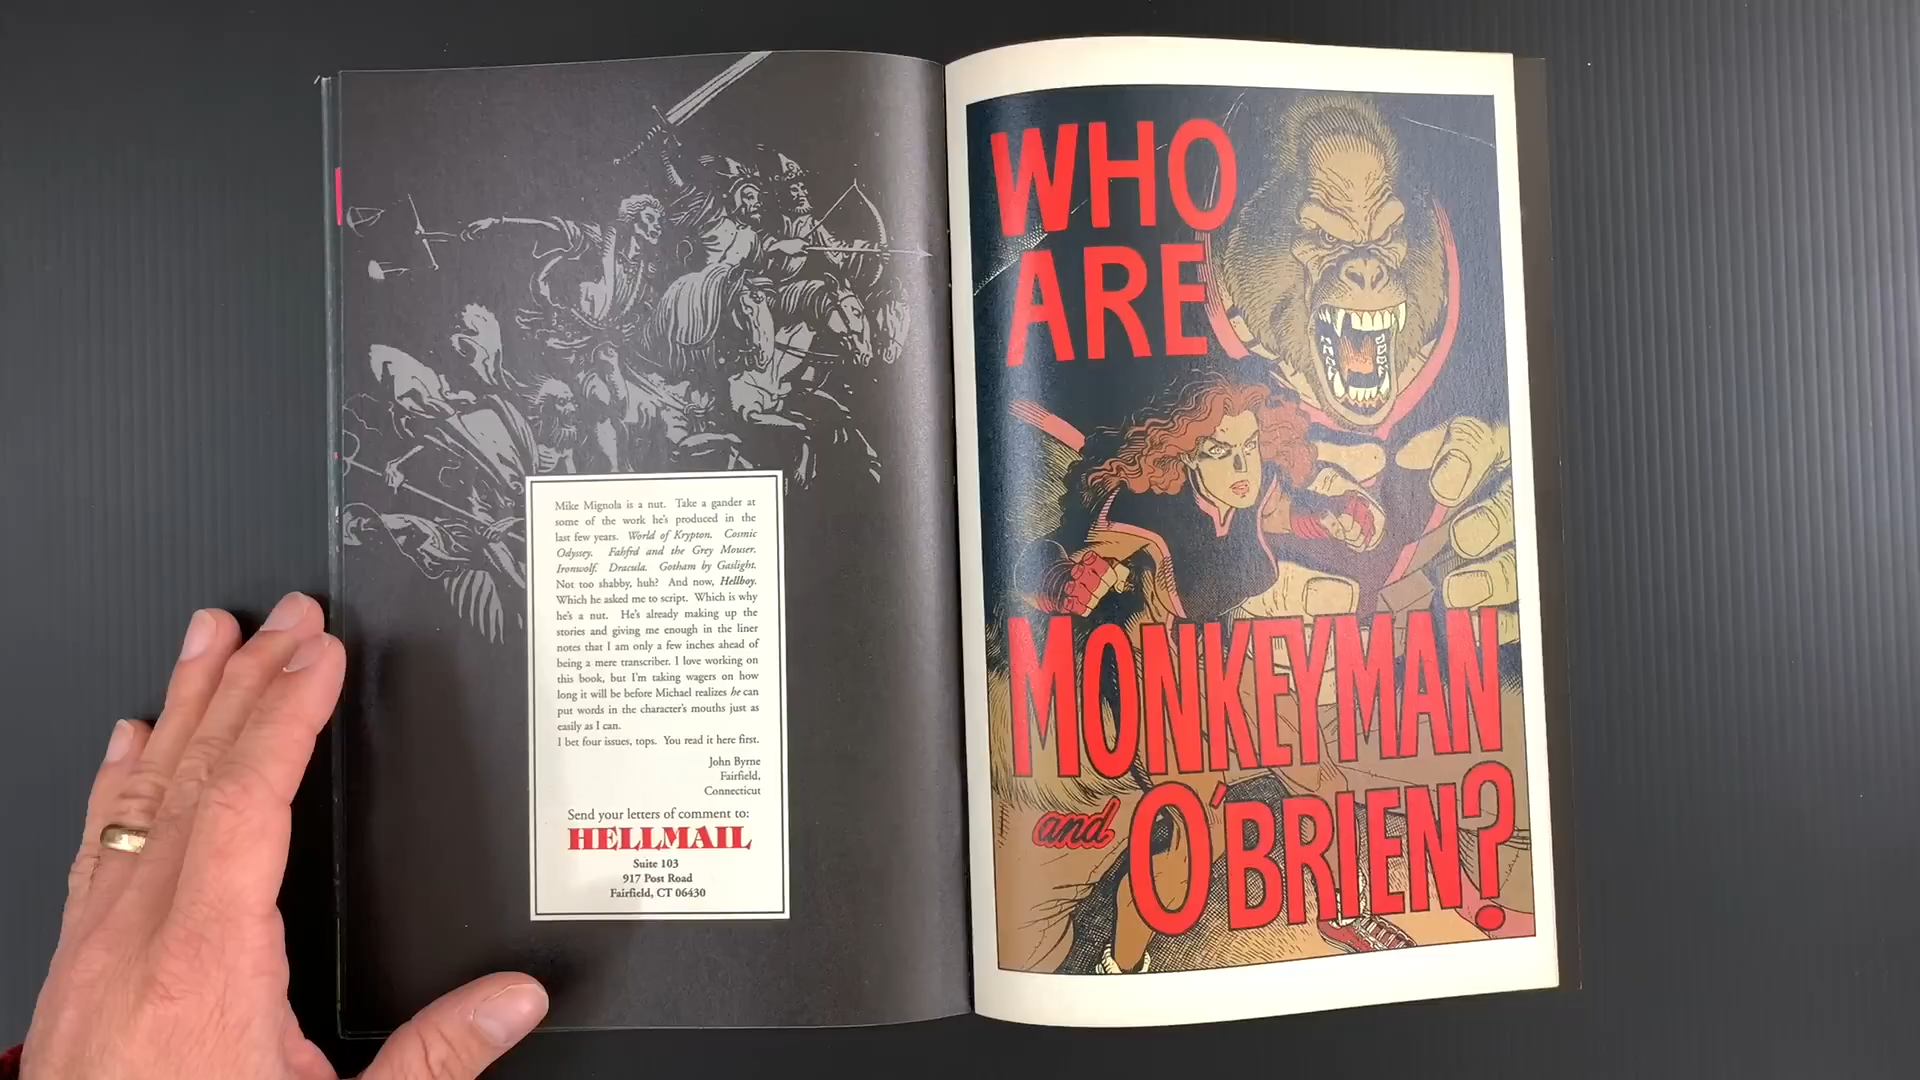 Mike Mignola is a nut. Take a gander at
some of the work he's produced in the
last few years. World of Krypton. Cosmic
Odyssey. Fahfrd and the Grey Mouser.
Ironwolf. Dracula. Gotham by Gaslight.
Not too shabby, huh? And now, Hellboy.
Which he asked me to script. Which is why
he's a nut. He's already making up the
stories and giving me enough in the liner
notes that I am only a few inches ahead of
being a mere transcriber. I love working on
this book, but I'm taking wagers on how
long it will be before Michael realizes he can
put words in the character's mouths just as
easily as I can.
I bet four issues, tops. You read it here first.
John Byrne
Fairfield,
Connecticut
Send your letters of comment to:
HELLMAIL
Suite 103
917 Post Road
Fairfield, CT 06430
WHO
ARE
MONKEYMAN
and O'BRIEN?